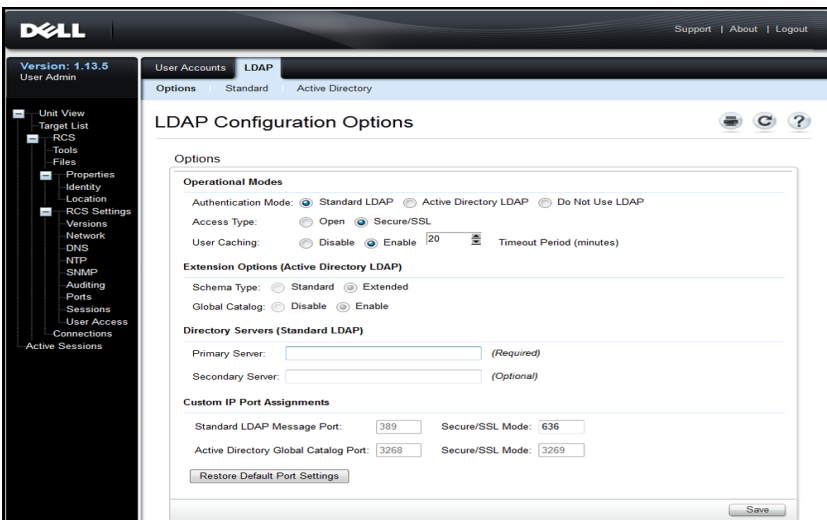 DELL
Support | About | Logout
Version: 1.13.5
User Admin
User Accounts LDAP
Options Standard Active Directory
Unit View
Target List
RCS
Tools
Files
Properties
Identity
Location
RCS Settings
Versions
Network
DNS
NTP
SNMP
Auditing
Ports
Sessions
User Access
Connections
Active Sessions
LDAP Configuration Options
?
Options
Operational Modes
Authentication Mode: Standard LDAP Active Directory LDAP Do Not Use LDAP
Access Type: Open Secure/SSL
User Caching: Disable Enable 20 Timeout Period (minutes)
Extension Options (Active Directory LDAP)
Schema Type: Standard Extended
Global Catalog: Disable Enable
Directory Servers (Standard LDAP)
Primary Server: (Required)
Secondary Server: (Optional)
Custom IP Port Assignments
Standard LDAP Message Port: 389 Secure/SSL Mode: 636
Active Directory Global Catalog Port: 3268 Secure/SSL Mode: 3269
Restore Default Port Settings
Save